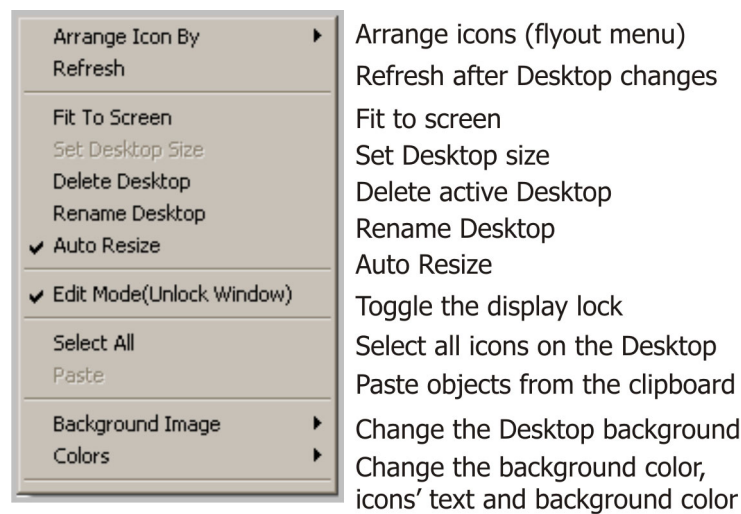 Arrange Icon By Arrange icons (flyout menu)
Refresh Refresh after Desktop changes
Fit To Screen Fit to screen
Set Desktop Size Set Desktop size
Delete Desktop Delete active Desktop
Rename Desktop Rename Desktop
Auto Resize Auto Resize
Edit Mode(Unlock Window) Toggle the display lock
Select All Select all icons on the Desktop
Paste Paste objects from the clipboard
Background Image Change the Desktop background
Colors Change the background color,
icons’ text and background color